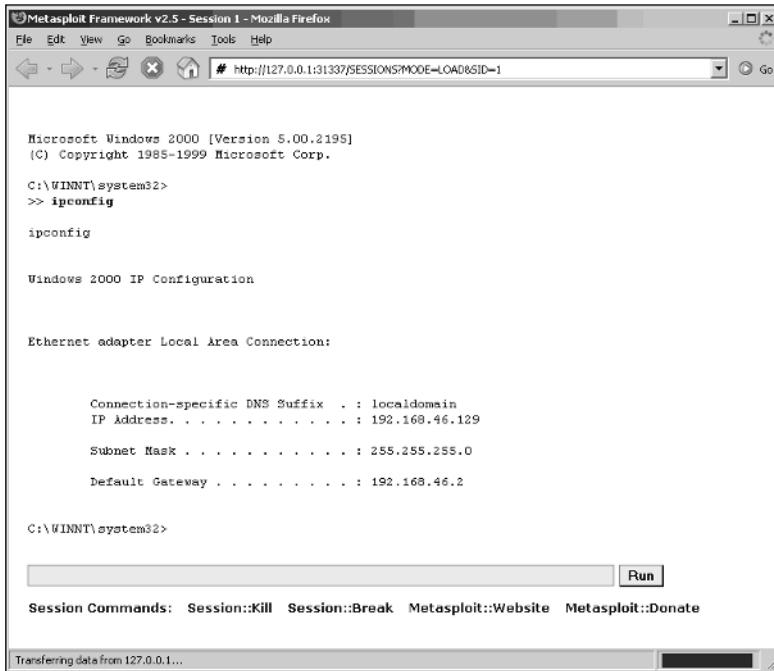 Metasploit Framework v2.5 - Session 1 - Mozilla Firefox
File Edit View Go Bookmarks Tools Help
# http://127.0.0.1:31337/SESSIONS?MODE=LOAD&SID=1 Go
Microsoft Windows 2000 [Version 5.00.2195]
(C) Copyright 1985-1999 Microsoft Corp.
C:\WINNT\system32>
>> ipconfig
ipconfig
Windows 2000 IP Configuration
Ethernet adapter Local Area Connection:
Connection-specific DNS Suffix . : localdomain
IP Address. . . . . . . . . . . . : 192.168.46.129
Subnet Mask . . . . . . . . . . . : 255.255.255.0
Default Gateway . . . . . . . . . : 192.168.46.2
C:\WINNT\system32>
Run
Session Commands: Session::Kill Session::Break Metasploit::Website Metasploit::Donate
Transferring data from 127.0.0.1...